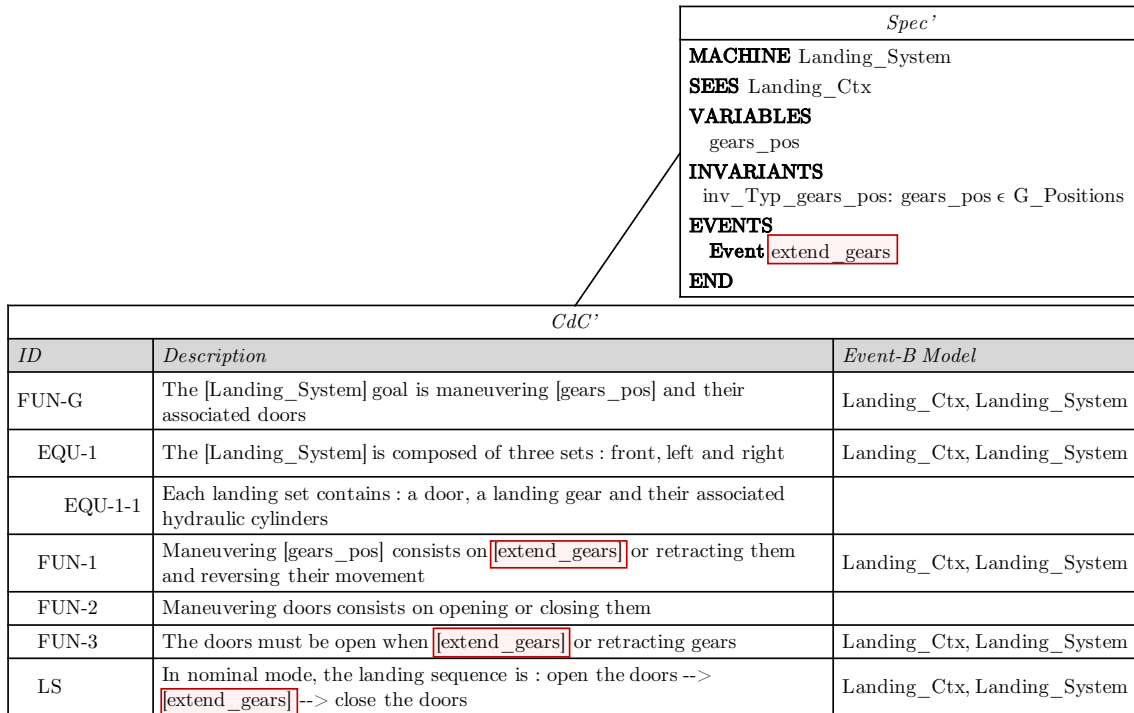 Spec’
MACHINE Landing_System
SEES Landing_Ctx
VARIABLES
gears_pos
INVARIANTS
inv_Typ_gears_pos: gears_pos ϵ G_Positions
EVENTS
Event extend_gears
END
CdC’
ID Description Event-B Model
FUN-G The [Landing_System] goal is maneuvering [gears_pos] and their
associated doors Landing_Ctx, Landing_System
EQU-1 The [Landing_System] is composed of three sets : front, left and right Landing_Ctx, Landing_System
EQU-1-1 Each landing set contains : a door, a landing gear and their associated
hydraulic cylinders
FUN-1 Maneuvering [gears_pos] consists on [extend_gears] or retracting them
and reversing their movement Landing_Ctx, Landing_System
FUN-2 Maneuvering doors consists on opening or closing them
FUN-3 The doors must be open when [extend_gears] or retracting gears Landing_Ctx, Landing_System
LS In nominal mode, the landing sequence is : open the doors -->
[extend_gears] --> close the doors Landing_Ctx, Landing_System